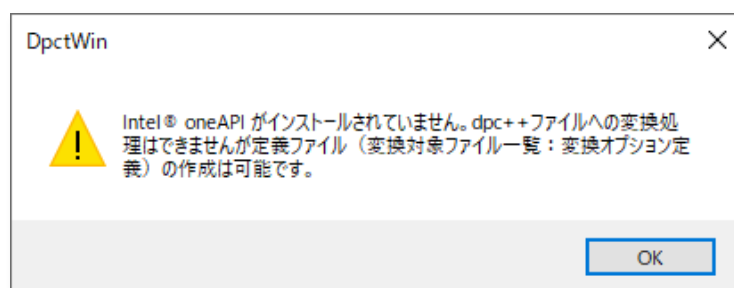 DpctWin
Intel® oneAPI がインストールされていません。dpc++ファイルへの変換処
理はできませんが定義ファイル（変換対象ファイル一覧：変換オプション定
義）の作成は可能です。
OK